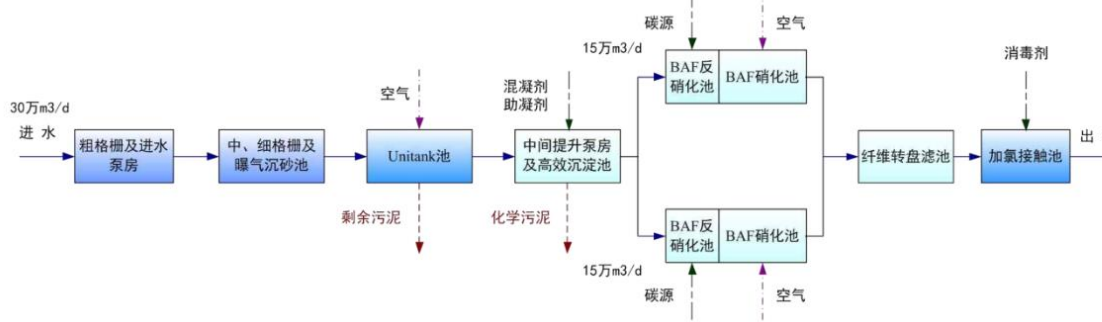 30万m3/d
进 水
粗格栅及进水
泵房
中、细格栅及
曝气沉砂池
空气
Unitank池
剩余污泥
混凝剂
助凝剂
中间提升泵房
及高效沉淀池
化学污泥
15万m3/d
碳源
空气
BAF反
硝化池
BAF硝化池
BAF反
硝化池
BAF硝化池
15万m3/d
碳源
空气
纤维转盘滤池
消毒剂
加氯接触池
出